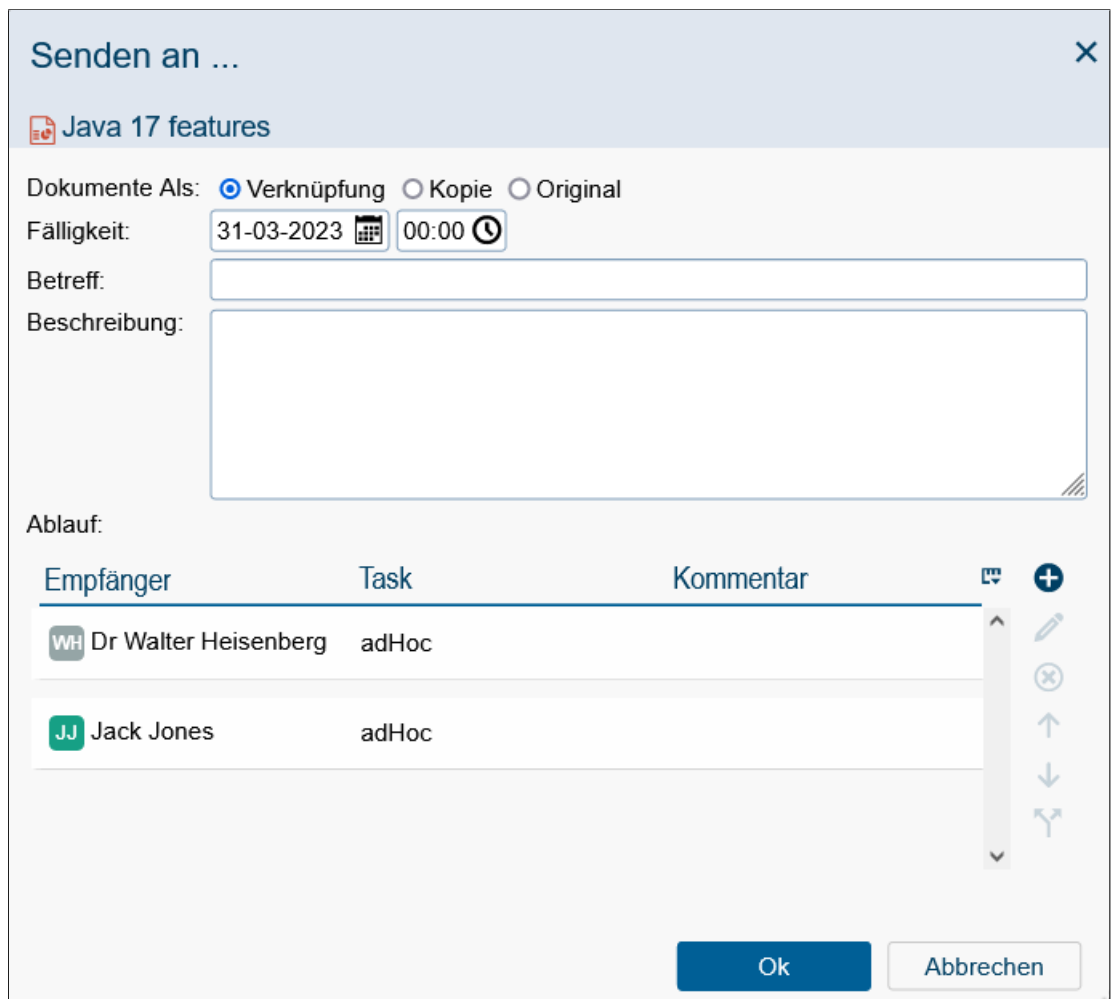 Senden an ...
Java 17 features
Dokumente Als: Verknüpfung Kopie Original
Fälligkeit: 31-03-2023 00:00
Betreff:
Beschreibung:
Ablauf:
Empfänger Task Kommentar
WH Dr Walter Heisenberg adHoc
JJ Jack Jones adHoc
Ok Abbrechen